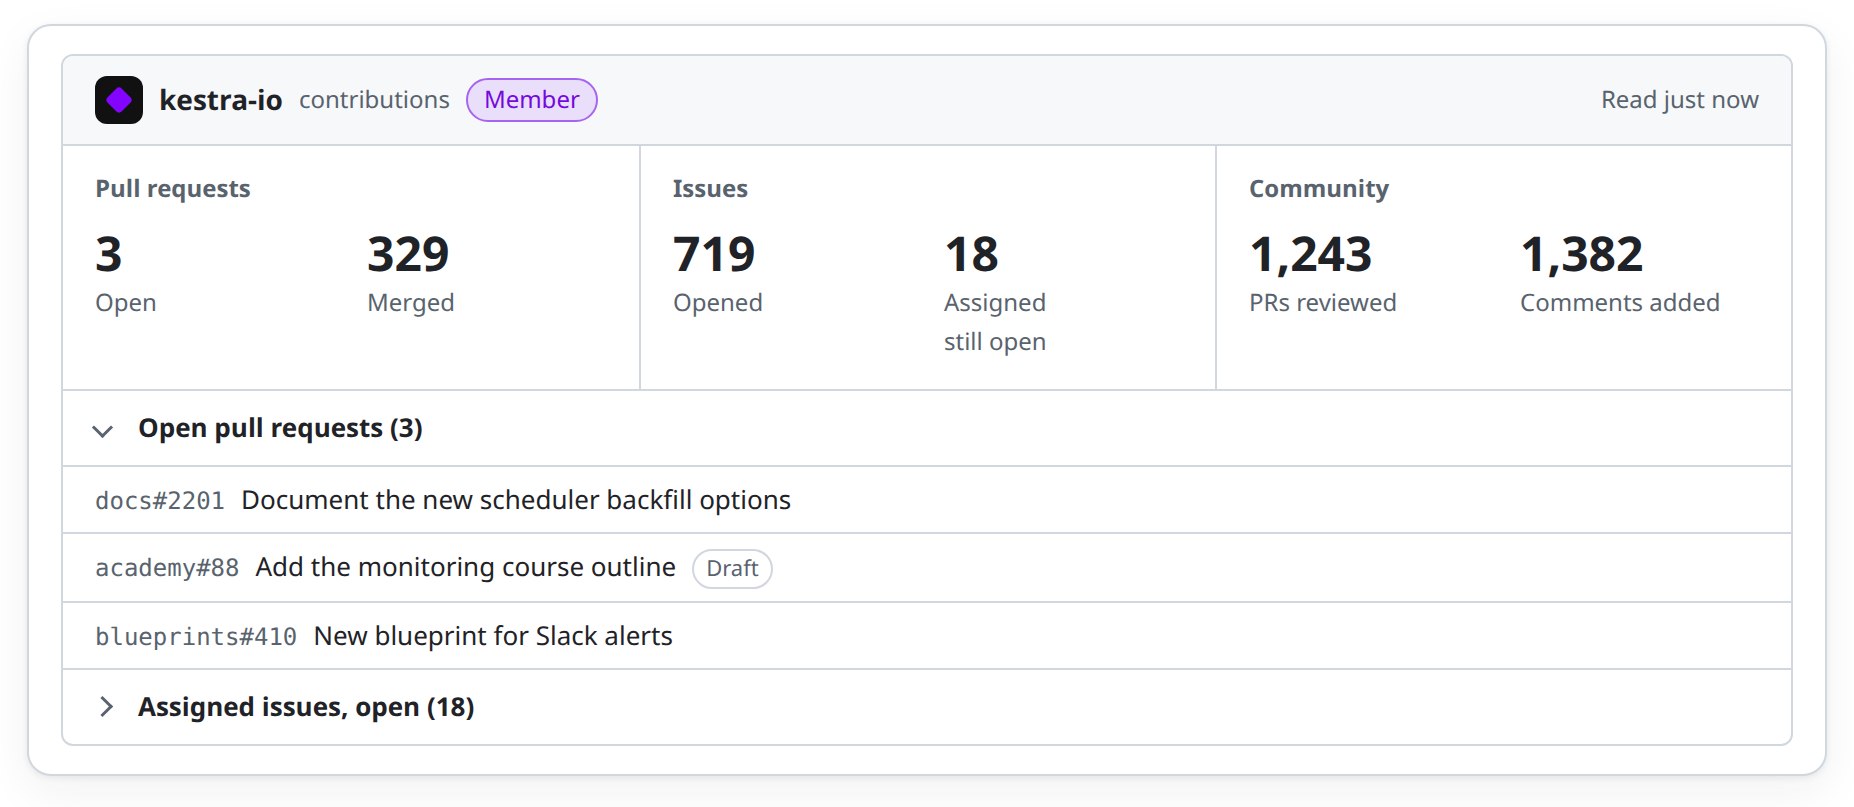 kestra-io contributions Member Read just now
Pull requests
3 329
Open Merged
Issues
719 18
Opened Assigned
still open
Community
1,243 1,382
PRs reviewed Comments added
Open pull requests (3)
docs#2201 Document the new scheduler backfill options
academy#88 Add the monitoring course outline Draft
blueprints#410 New blueprint for Slack alerts
Assigned issues, open (18)